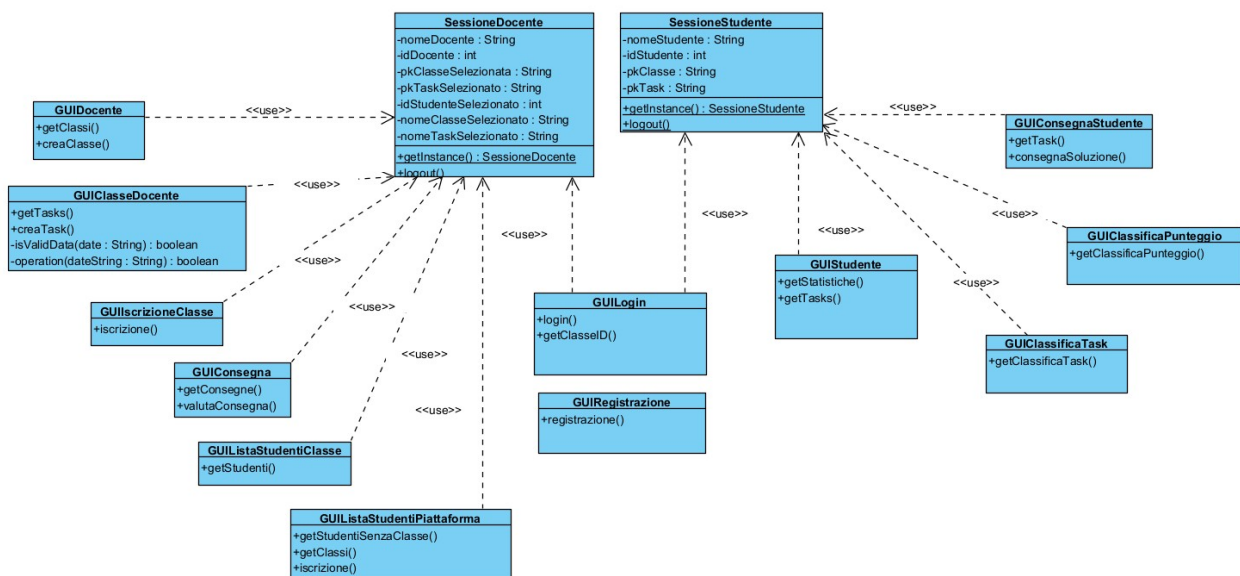 SessioneDocente
-nomeDocente : String
-idDocente : int
-pkClasseSelezionata : String
-pkTaskSelezionato : String
-idStudenteSelezionato : int
-nomeClasseSelezionato : String
-nomeTaskSelezionato : String
+getInstance() : SessioneDocente
+logout()
SessioneStudente
-nomeStudente : String
-idStudente : int
-pkClasse : String
-pkTask : String
+getInstance() : SessioneStudente
+logout()
GUIDocente
+getClassi()
+creaClasse()
<<use>>
<<use>>
GUIConsegnaStudente
+getTask()
+consegnaSoluzione()
GUIClasseDocente
+getTasks()
+creaTask()
-isValidData(date : String) : boolean
-operation(dateString : String) : boolean
<<use>>
<<use>>
<<use>>
<<use>>
<<use>>
<<use>>
GUIClassificaPunteggio
+getClassificaPunteggio()
GUIIscrizioneClasse
+iscrizione()
<<use>>
GUILogin
+login()
+getClasseID()
GUIStudente
+getStatistiche()
+getTasks()
<<use>>
<<use>>
GUIClassificaTask
+getClassificaTask()
GUIConsegna
+getConsegne()
+valutaConsegna()
<<use>>
<<use>>
GUIRegistrazione
+registrazione()
GUIListaStudentiClasse
+getStudenti()
GUIListaStudentiPiattaforma
+getStudentiSenzaClasse()
+getClassi()
+iscrizione()